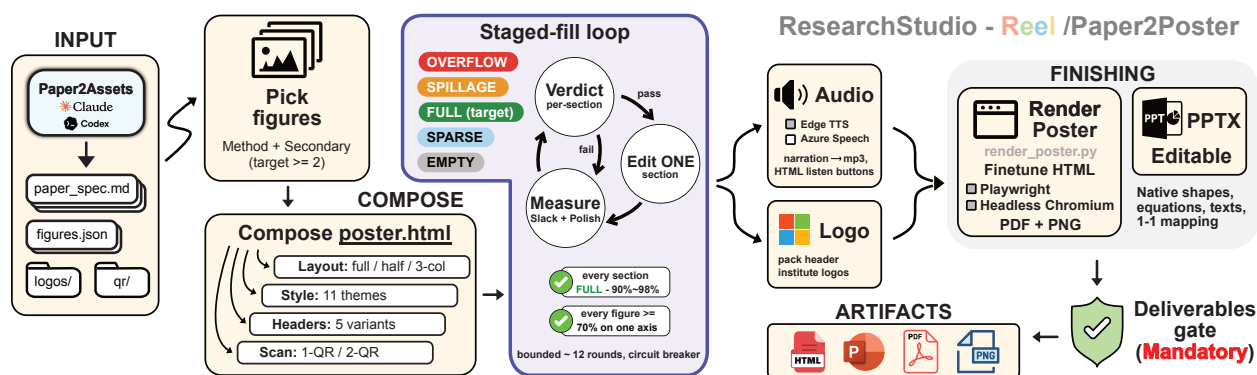 ResearchStudio - Reel /Paper2Poster
INPUT
Paper2Assets
Claude
Codex
paper_spec.md
figures.json
logos/
qr/
Pick
figures
Method + Secondary
(target >= 2)
COMPOSE
Compose poster.html
Layout: full / half / 3-col
Style: 11 themes
Headers: 5 variants
Scan: 1-QR / 2-QR
Staged-fill loop
OVERFLOW
SPILLAGE
FULL (target)
SPARSE
EMPTY
Verdict
per-section
pass
fail
Edit ONE
section
Measure
Slack + Polish
every section
FULL - 90%~98%
every figure >=
70% on one axis
bounded ~ 12 rounds, circuit breaker
Audio
Edge TTS
Azure Speech
narration → mp3,
HTML listen buttons
Logo
pack header
institute logos
FINISHING
Render
Poster
render_poster.py
Finetune HTML
Playwright
Headless Chromium
PDF + PNG
PPT
PPTX
Editable
Native shapes,
equations, texts,
1-1 mapping
Deliverables
gate
(Mandatory)
ARTIFACTS
HTML
P
PDF
PNG